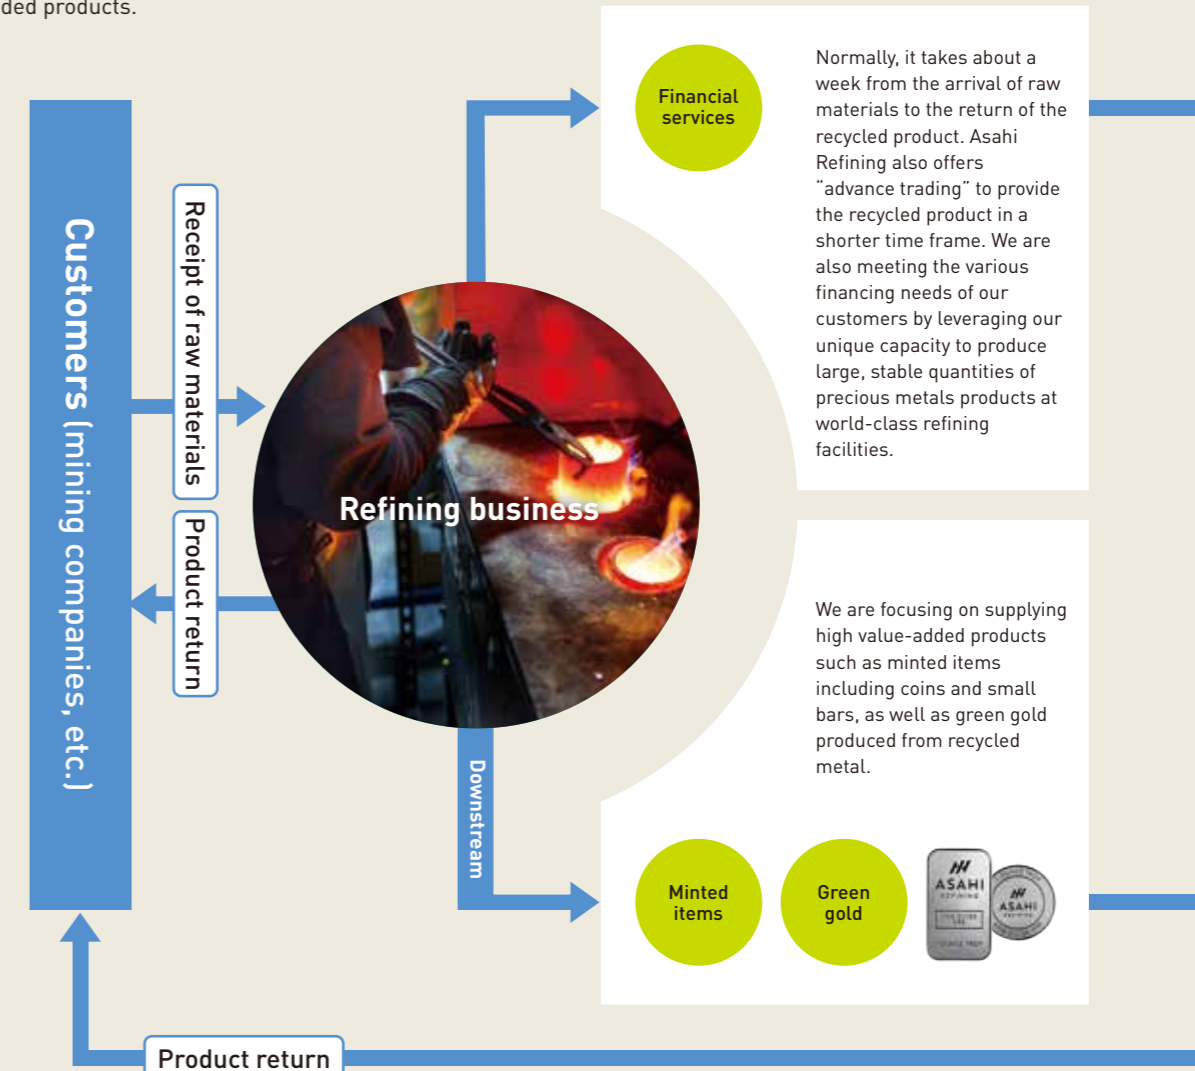 ded products.
Customers (mining companies, etc.)
Receipt of raw materials
Product return
Refining business
Downstream
Financial
services
Normally, it takes about a
week from the arrival of raw
materials to the return of the
recycled product. Asahi
Refining also offers
“advance trading” to provide
the recycled product in a
shorter time frame. We are
also meeting the various
financing needs of our
customers by leveraging our
unique capacity to produce
large, stable quantities of
precious metals products at
world-class refining
facilities.
We are focusing on supplying
high value-added products
such as minted items
including coins and small
bars, as well as green gold
produced from recycled
metal.
Minted
items
Green
gold
ASAHI
REFINING
ASAHI
REFINING
Product return